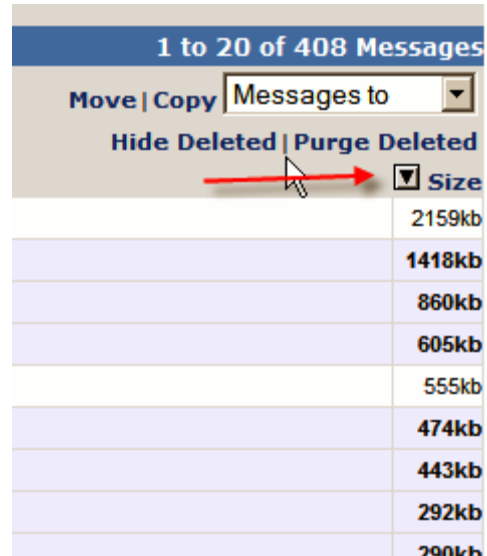 1 to 20 of 408 Messages
Move | Copy Messages to
Hide Deleted | Purge Deleted
Size
2159kb
1418kb
860kb
605kb
555kb
474kb
443kb
292kb
290kb